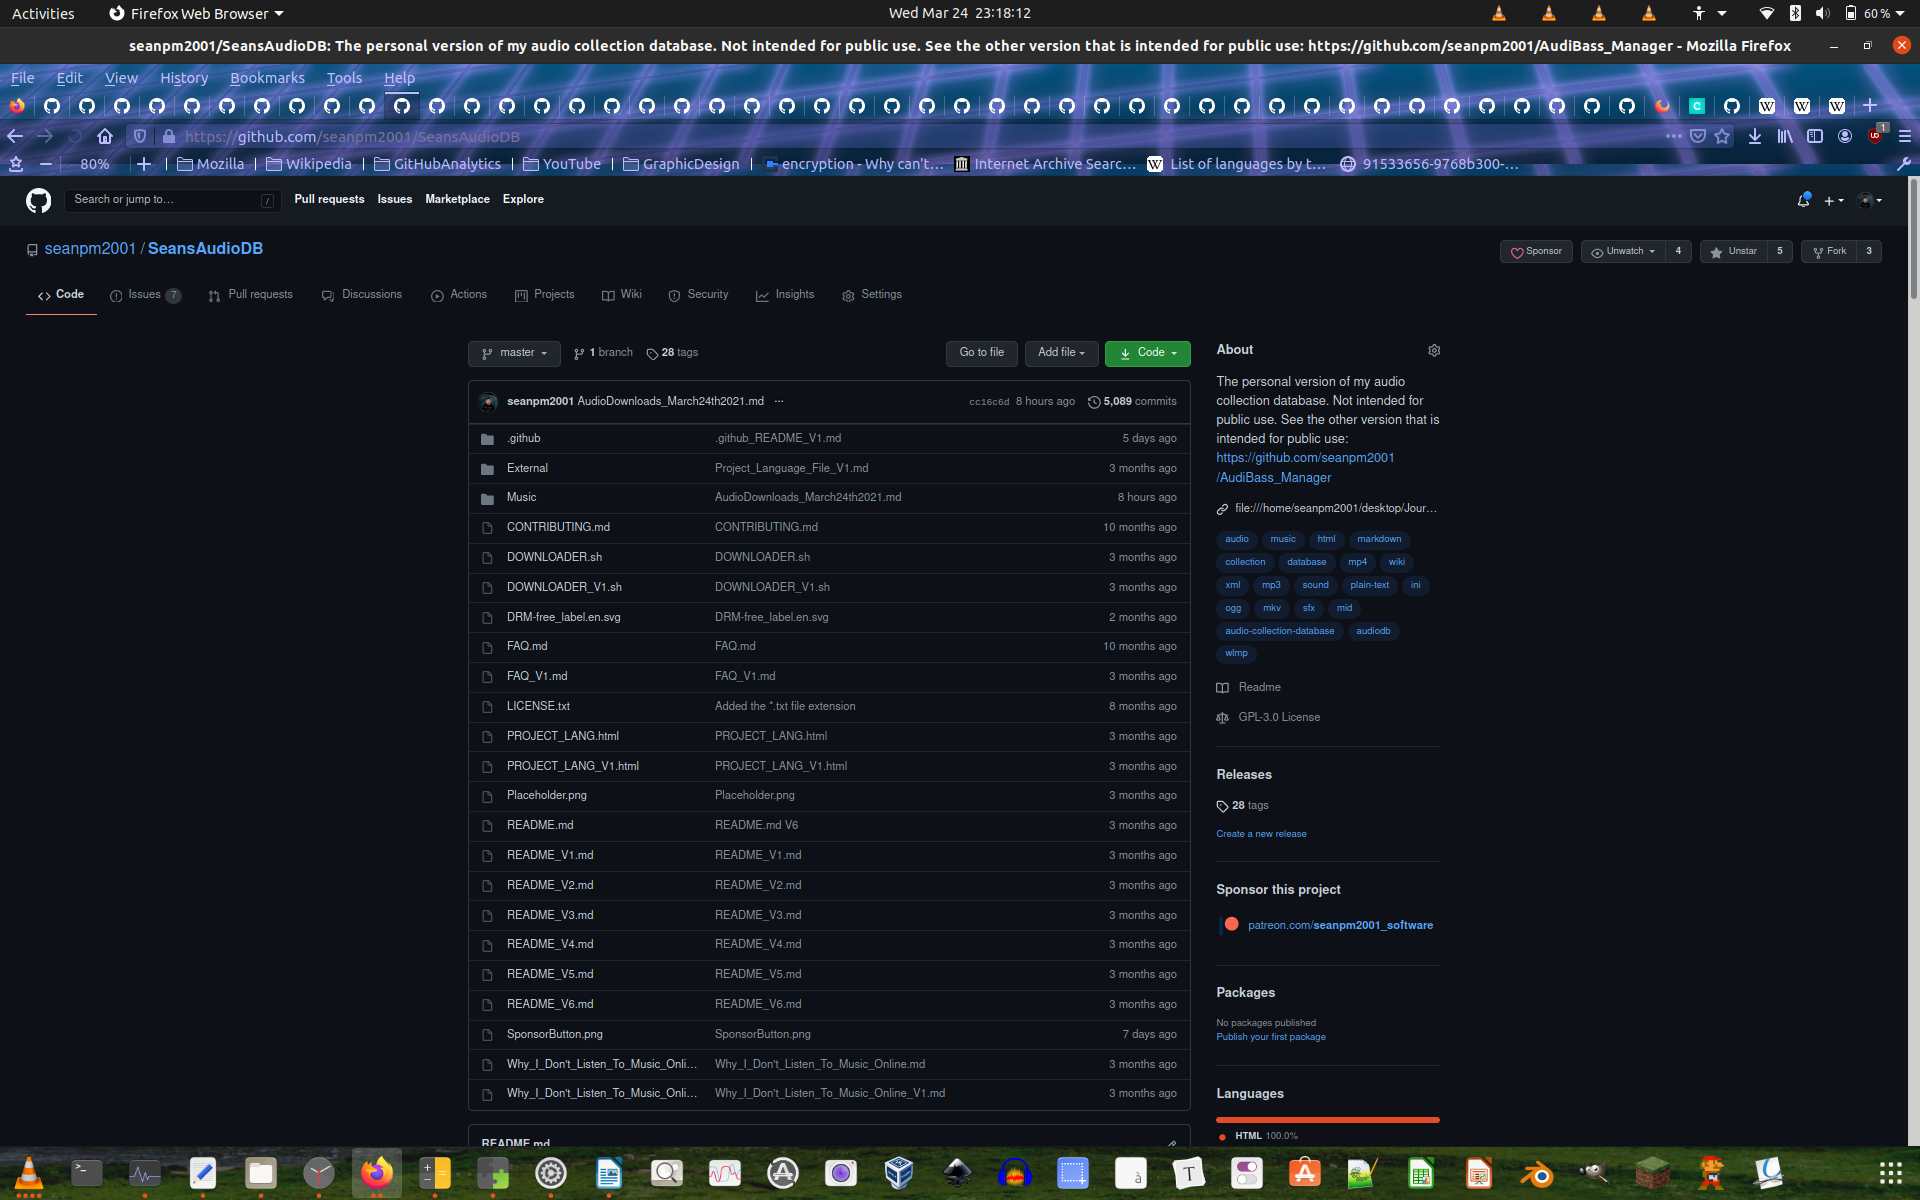 Activities Firefox Web Browser Wed Mar 24 23:18:12 60 %
seanpm2001/SeansAudioDB: The personal version of my audio collection database. Not intended for public use. See the other version that is intended for public use: https://github.com/seanpm2001/AudiBass_Manager - Mozilla Firefox
File Edit View History Bookmarks Tools Help
https://github.com/seanpm2001/SeansAudioDB 1
80% Mozilla Wikipedia GitHubAnalytics YouTube GraphicDesign encryption - Why can't… Internet Archive Searc… List of languages by t… 91533656-9768b300-…
Search or jump to… / Pull requests Issues Marketplace Explore
seanpm2001 / SeansAudioDB Sponsor Unwatch 4 Unstar 5 Fork 3
Code Issues 7 Pull requests Discussions Actions Projects Wiki Security Insights Settings
master 1 branch 28 tags Go to file Add file Code
seanpm2001 AudioDownloads_March24th2021.md ... cc16c6d 8 hours ago 5,089 commits
.github .github_README_V1.md 5 days ago
External Project_Language_File_V1.md 3 months ago
Music AudioDownloads_March24th2021.md 8 hours ago
CONTRIBUTING.md CONTRIBUTING.md 10 months ago
DOWNLOADER.sh DOWNLOADER.sh 3 months ago
DOWNLOADER_V1.sh DOWNLOADER_V1.sh 3 months ago
DRM-free_label.en.svg DRM-free_label.en.svg 2 months ago
FAQ.md FAQ.md 10 months ago
FAQ_V1.md FAQ_V1.md 3 months ago
LICENSE.txt Added the *.txt file extension 8 months ago
PROJECT_LANG.html PROJECT_LANG.html 3 months ago
PROJECT_LANG_V1.html PROJECT_LANG_V1.html 3 months ago
Placeholder.png Placeholder.png 3 months ago
README.md README.md V6 3 months ago
README_V1.md README_V1.md 3 months ago
README_V2.md README_V2.md 3 months ago
README_V3.md README_V3.md 3 months ago
README_V4.md README_V4.md 3 months ago
README_V5.md README_V5.md 3 months ago
README_V6.md README_V6.md 3 months ago
SponsorButton.png SponsorButton.png 7 days ago
Why_I_Don't_Listen_To_Music_Onli… Why_I_Don't_Listen_To_Music_Online.md 3 months ago
Why_I_Don't_Listen_To_Music_Onli… Why_I_Don't_Listen_To_Music_Online_V1.md 3 months ago
README.md
About
The personal version of my audio
collection database. Not intended for
public use. See the other version that is
intended for public use:
https://github.com/seanpm2001
/AudiBass_Manager
file:///home/seanpm2001/desktop/Jour…
audio music html markdown
collection database mp4 wiki
xml mp3 sound plain-text ini
ogg mkv sfx mid
audio-collection-database audiodb
wlmp
Readme
GPL-3.0 License
Releases
28 tags
Create a new release
Sponsor this project
patreon.com/seanpm2001_software
Packages
No packages published
Publish your first package
Languages
HTML 100.0%